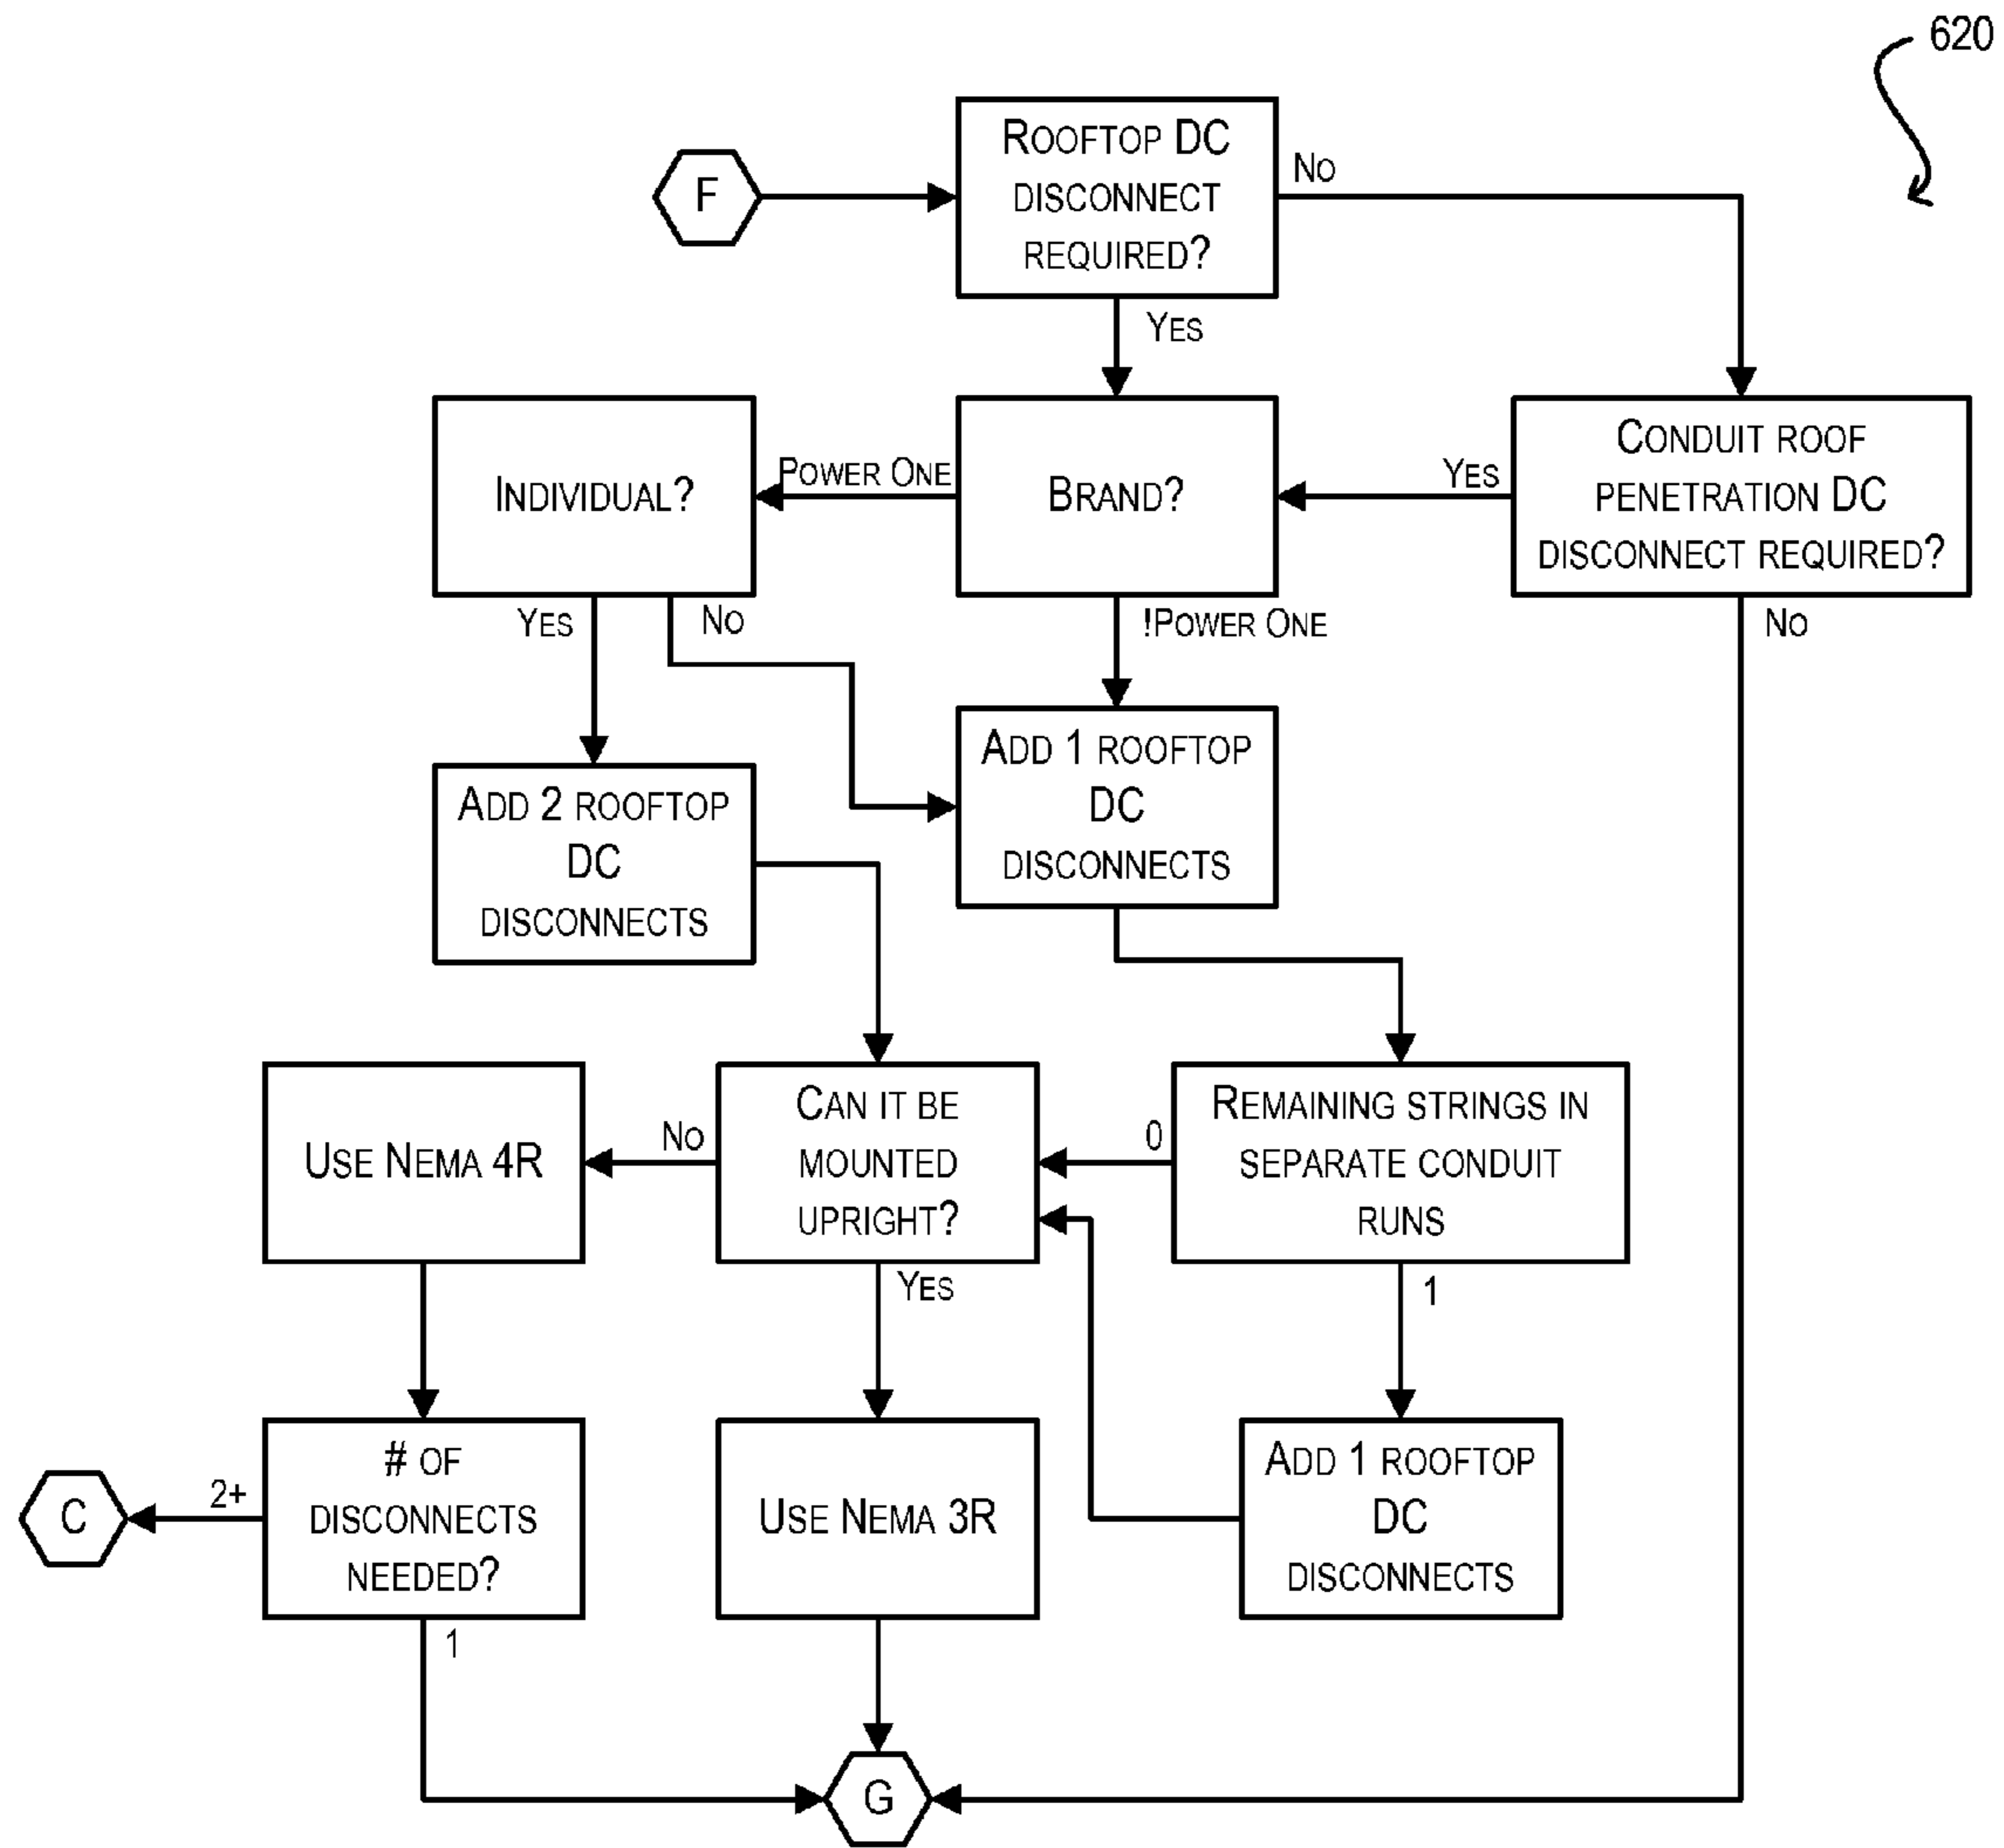 620
F
Rooftop DC
disconnect
required?
No
Yes
Individual?
Power One
Brand?
Yes
Conduit roof
penetration DC
disconnect required?
Yes
No
!Power One
No
Add 2 rooftop
DC
disconnects
Add 1 rooftop
DC
disconnects
Use Nema 4R
No
Can it be
mounted
upright?
0
Remaining strings in
separate conduit
runs
Yes
1
C
2+
# of
disconnects
needed?
Use Nema 3R
Add 1 rooftop
DC
disconnects
1
G